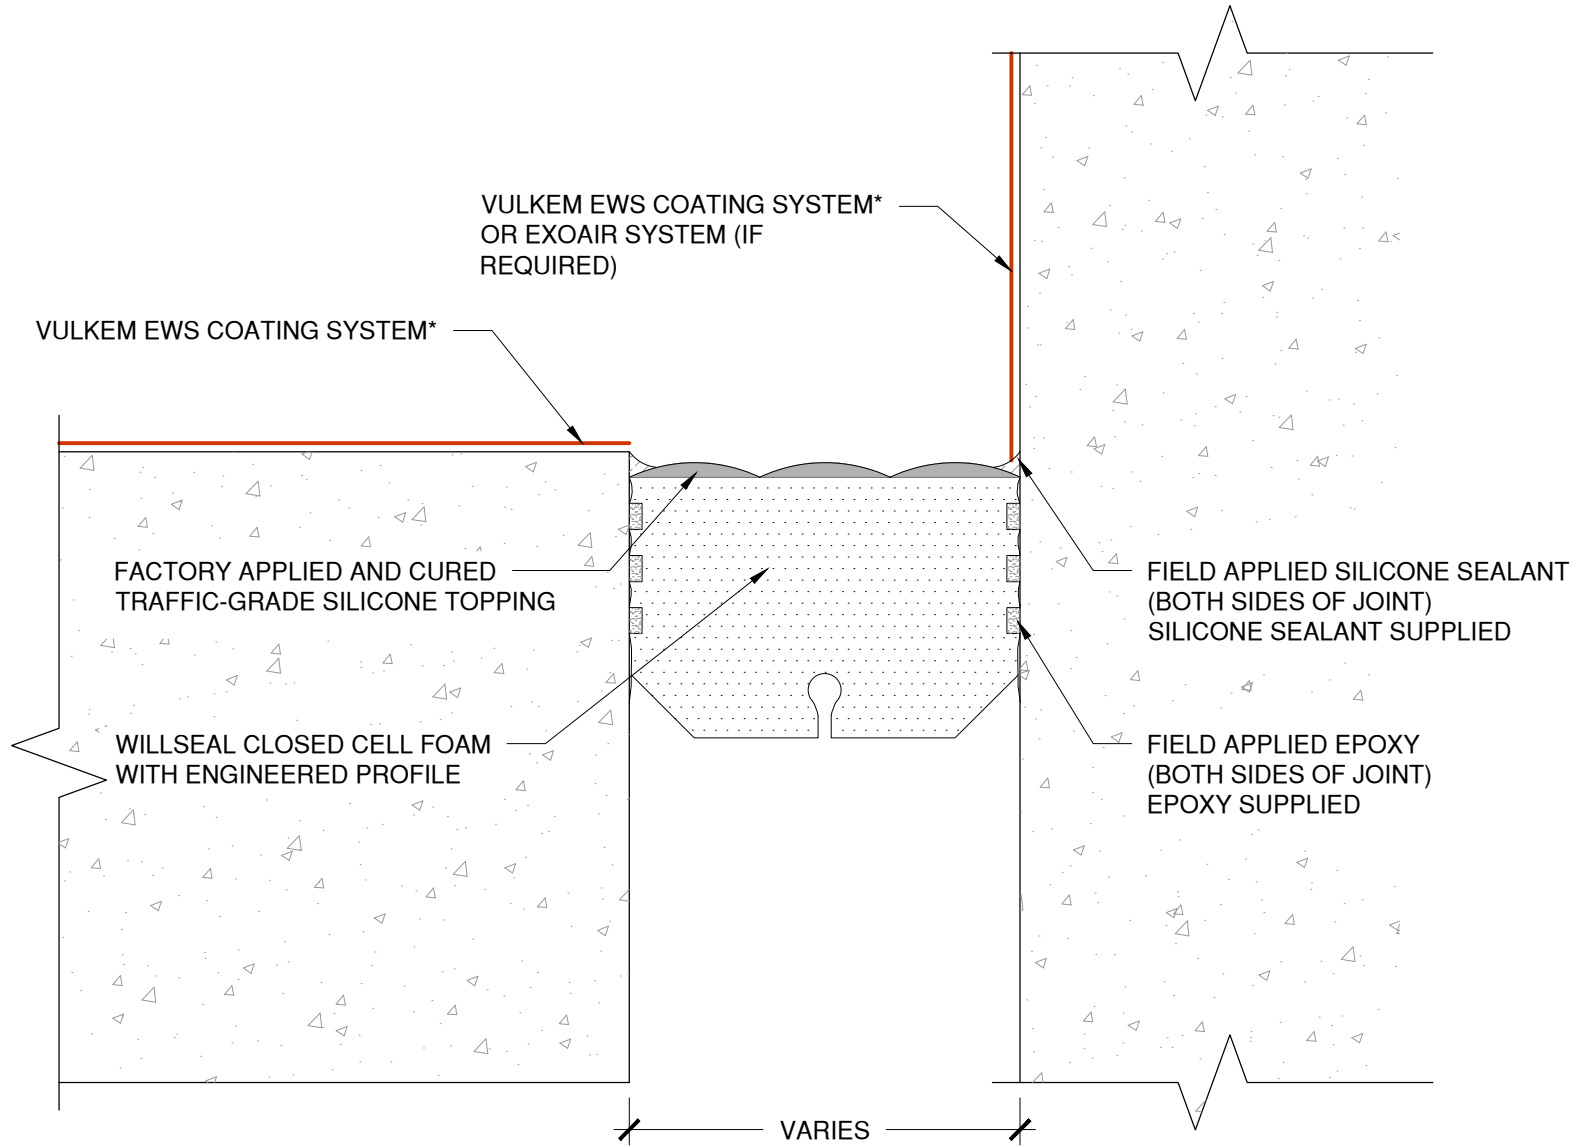 VULKEM EWS COATING SYSTEM*
OR EXOAIR SYSTEM (IF
REQUIRED)
VULKEM EWS COATING SYSTEM*
FACTORY APPLIED AND CURED
TRAFFIC-GRADE SILICONE TOPPING
FIELD APPLIED SILICONE SEALANT
(BOTH SIDES OF JOINT)
SILICONE SEALANT SUPPLIED
WILLSEAL CLOSED CELL FOAM
WITH ENGINEERED PROFILE
FIELD APPLIED EPOXY
(BOTH SIDES OF JOINT)
EPOXY SUPPLIED
VARIES